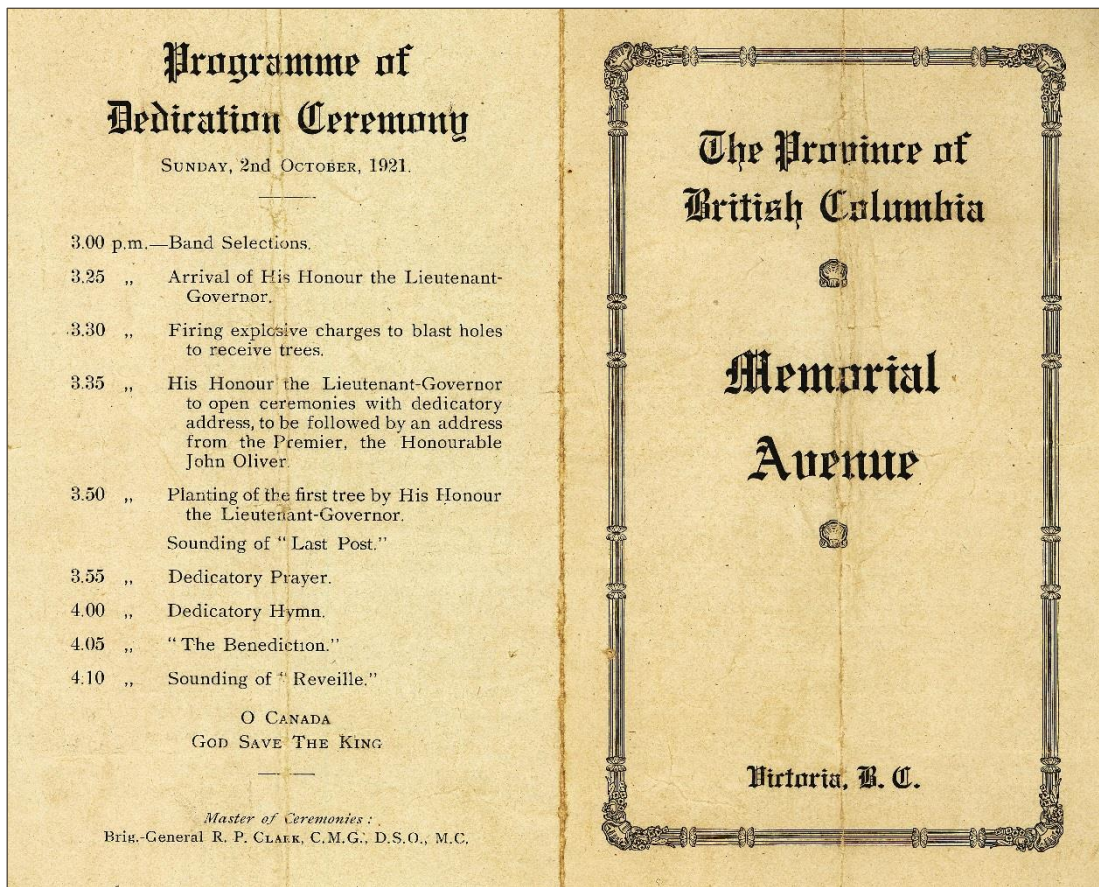 Programme of
Dedication Ceremony
SUNDAY, 2nd OCTOBER, 1921.
3.00 p.m.—Band Selections.
3.25 „ Arrival of His Honour the Lieutenant-
Governor.
3.30 „ Firing explosive charges to blast holes
to receive trees.
3.35 „ His Honour the Lieutenant-Governor
to open ceremonies with dedicatory
address, to be followed by an address
from the Premier, the Honourable
John Oliver.
3.50 „ Planting of the first tree by His Honour
the Lieutenant-Governor.
Sounding of “Last Post.”
3.55 „ Dedicatory Prayer.
4.00 „ Dedicatory Hymn.
4.05 „ “The Benediction.”
4.10 „ Sounding of “Reveille.”
O CANADA
GOD SAVE THE KING
Master of Ceremonies:
Brig.-General R. P. CLARK, C.M.G., D.S.O., M.C.
The Province of
British Columbia
Memorial
Avenue
Victoria, B. C.